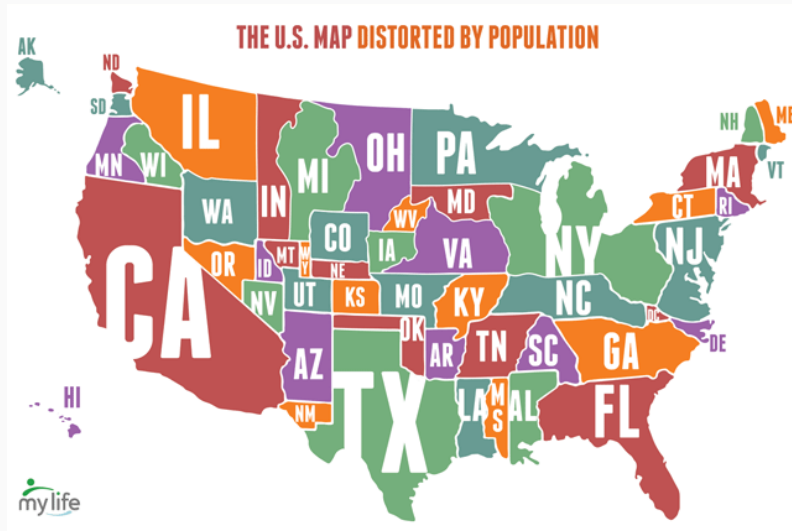 THE U.S. MAP DISTORTED BY POPULATION
AK
ND
SD
MN
WI
IL
IN
MI
OH
PA
NH
ME
VT
MA
CT
RI
WA
CO
WV
MD
IA
VA
NY
NJ
CA
OR
ID
MT
WY
NE
NV
UT
KS
MO
KY
NC
DC
DE
AZ
OK
AR
TN
SC
GA
HI
NM
TX
LA
MS
AL
FL
my life